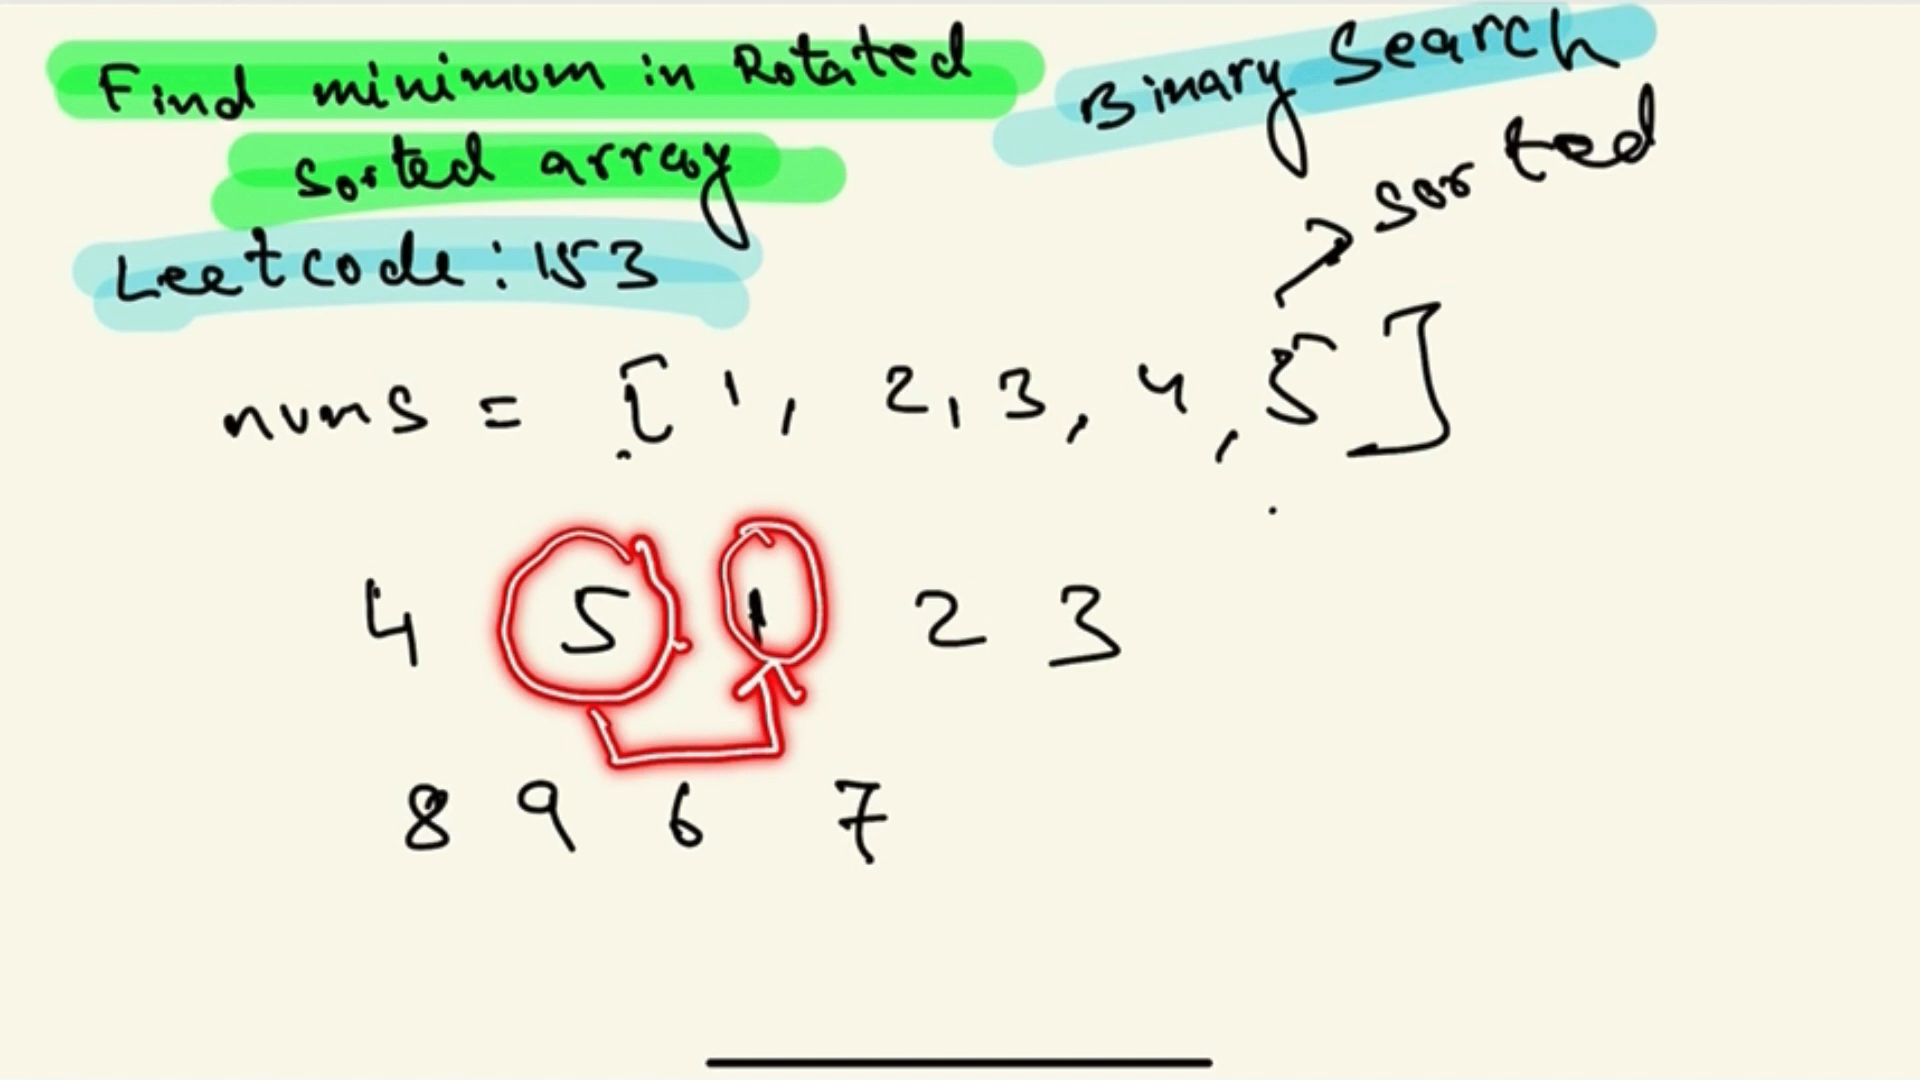 Find minimum in Rotated
sorted array
Leetcode: 153
Binary Search
sorted
nums = [1, 2, 3, 4, 5]
4 5 1 2 3
8 9 6 7